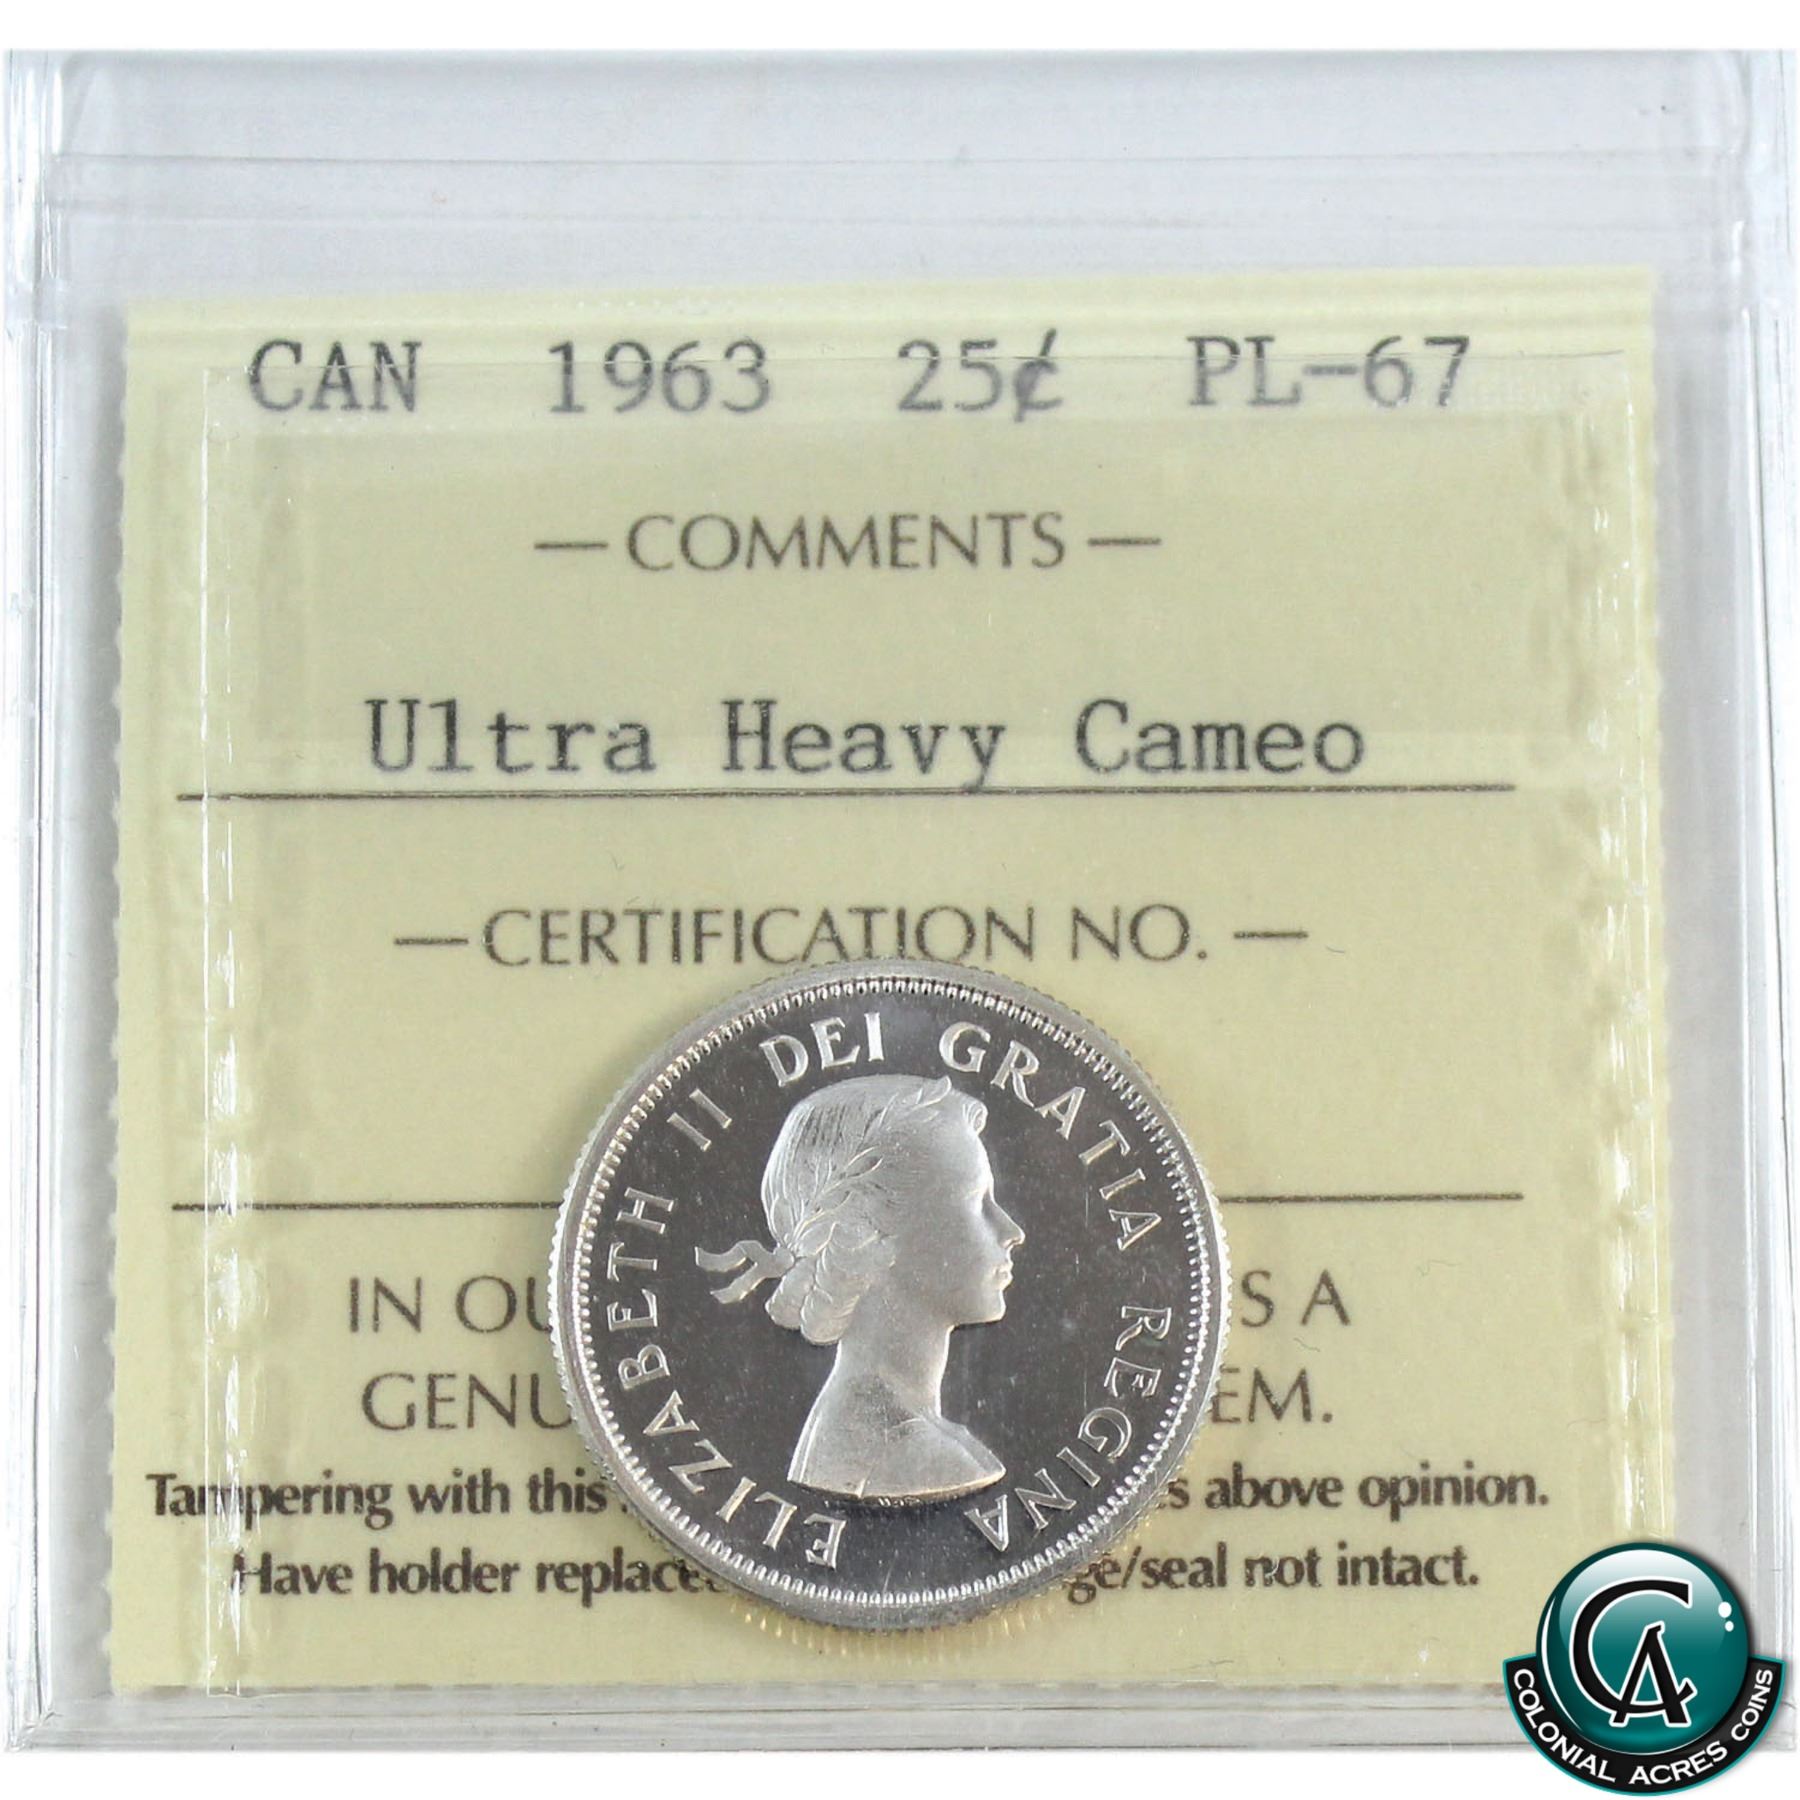 CAN 1963 25¢ PL-67
— COMMENTS —
Ultra Heavy Cameo
— CERTIFICATION NO. —
ELIZABETH II DEI GRATIA REGINA
IN OU S A
GENU EM.
Tampering with this s above opinion.
Have holder replace ge/seal not intact.
CA
COLONIAL ACRES COINS